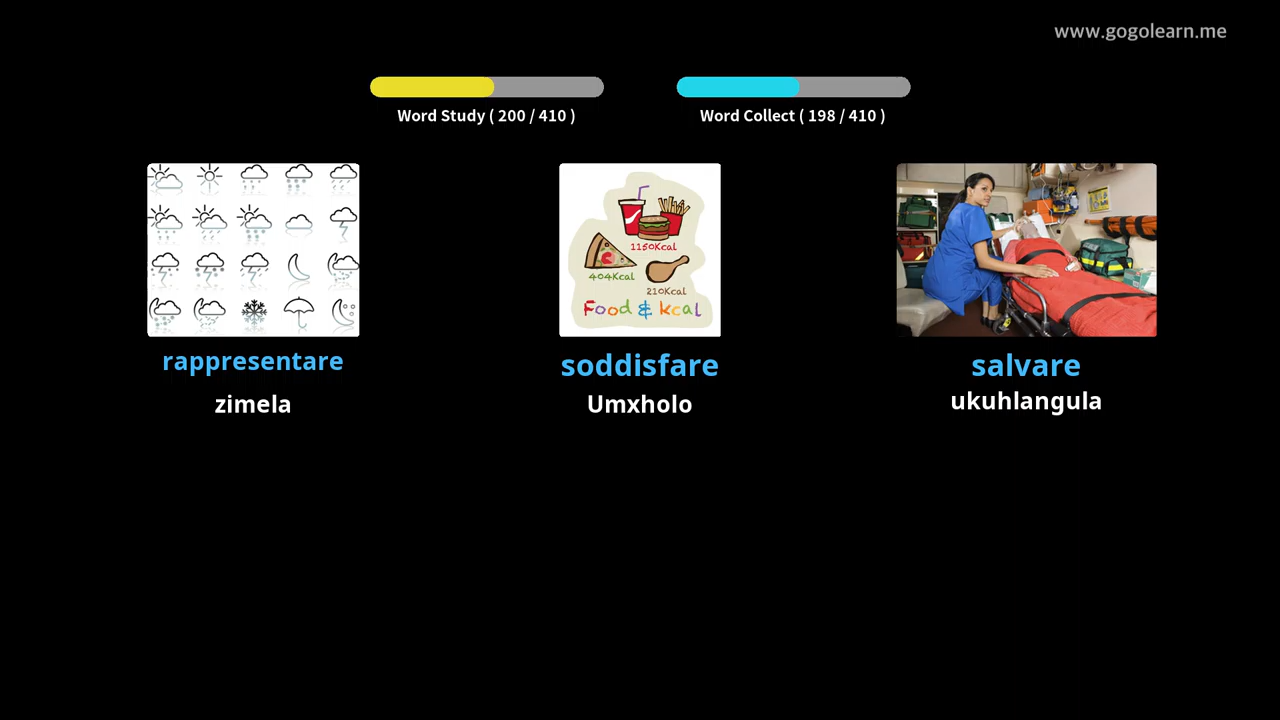 www.gogolearn.me
Word Study ( 200 / 410 )
Word Collect ( 198 / 410 )
1150Kcal
404Kcal
210Kcal
Food & kcal
rappresentare
soddisfare
salvare
zimela
Umxholo
ukuhlangula